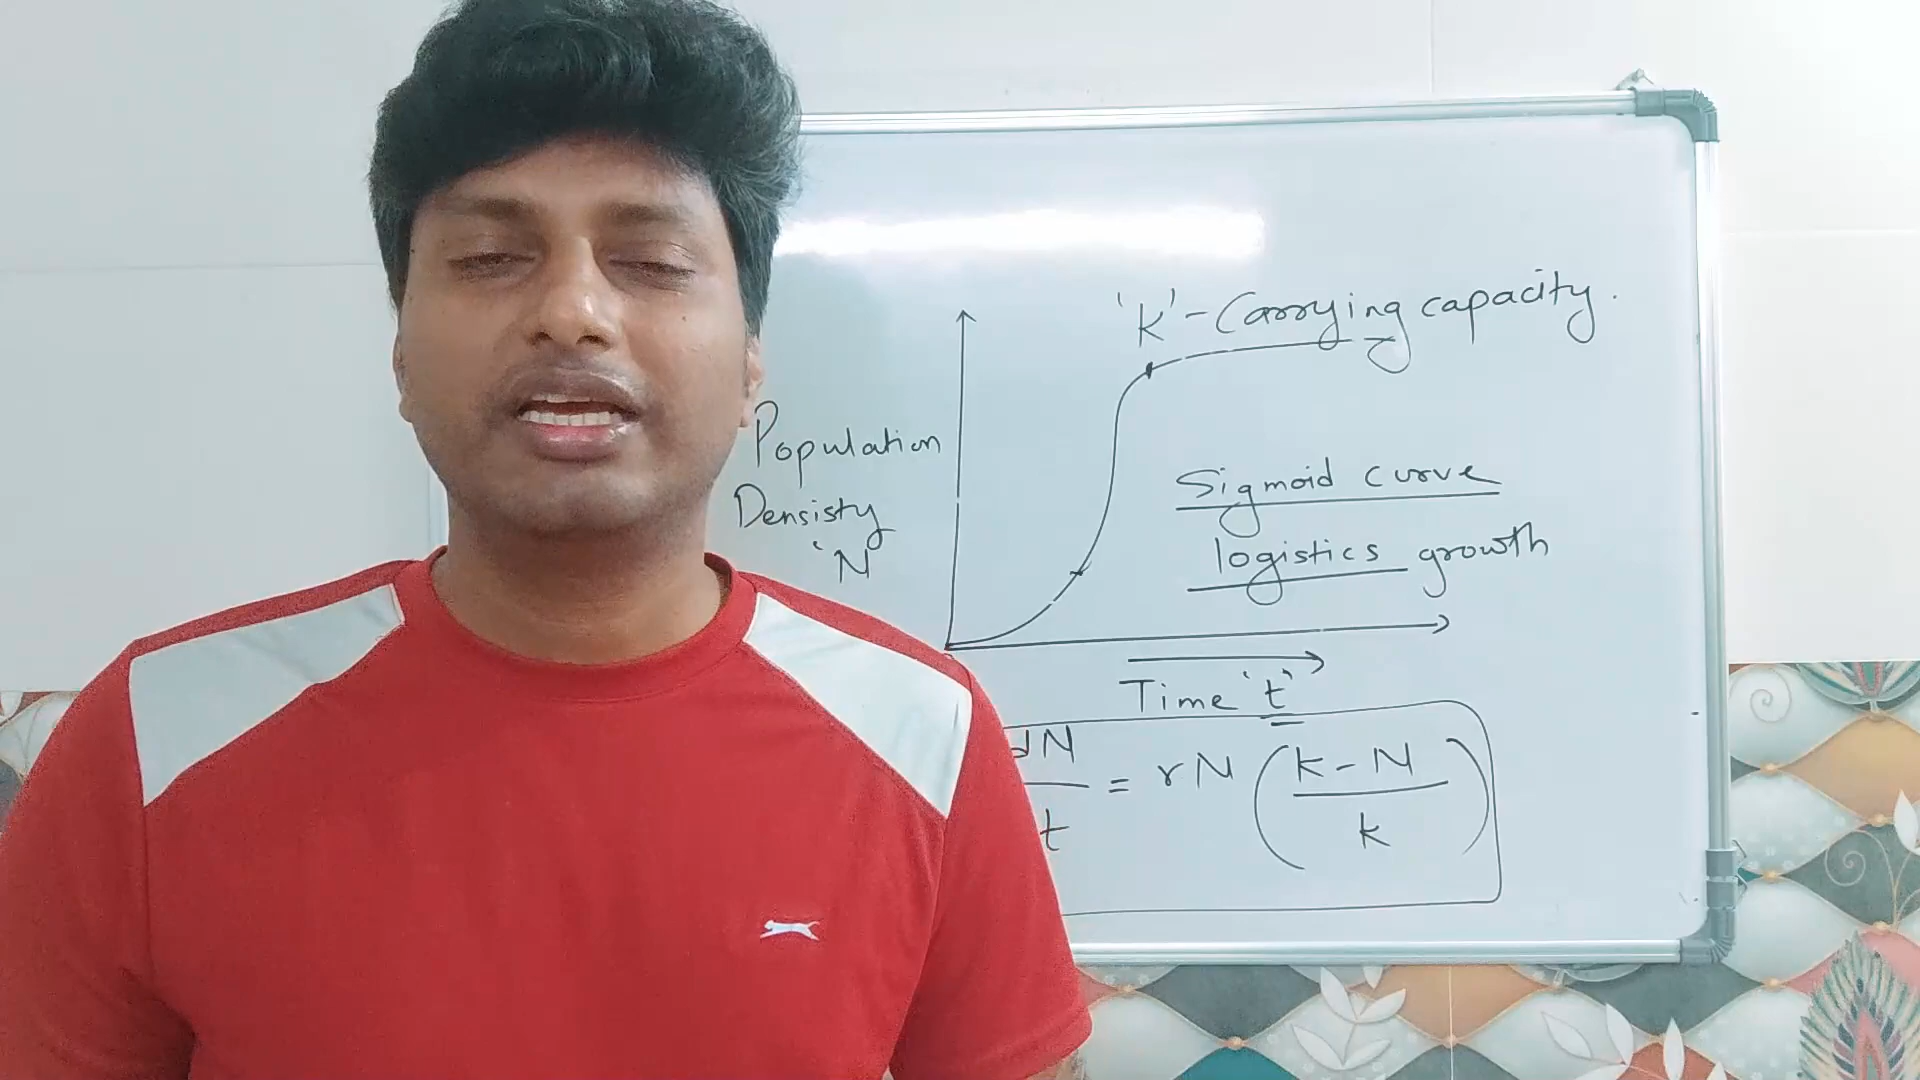 'K' - Carrying capacity.
Population
Densisty
'N
Sigmoid curve
logistics growth
Time 't'
dN
t
= rN (K - N
K)